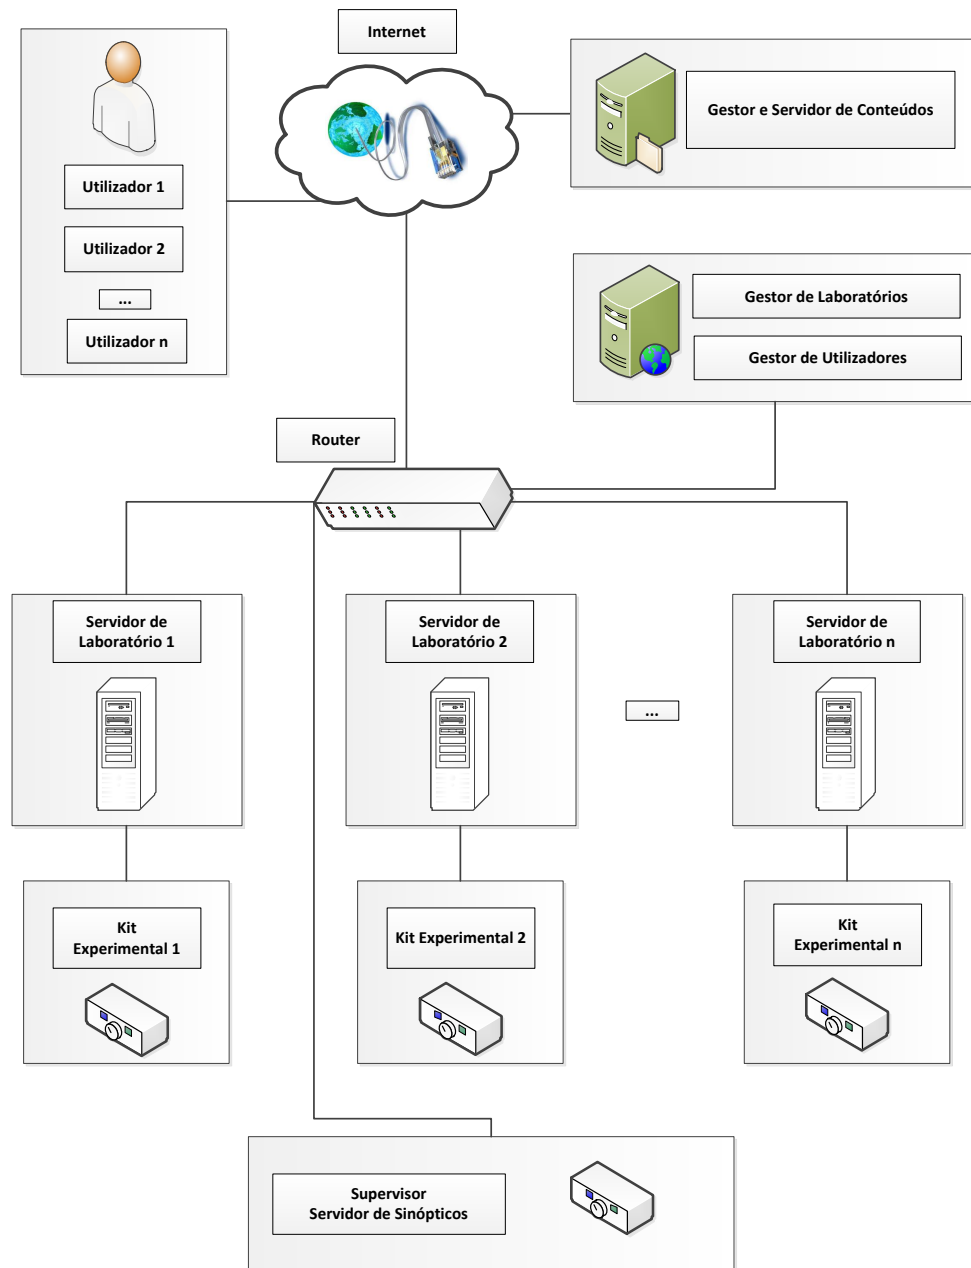 Internet
Utilizador 1
Utilizador 2
...
Utilizador n
Gestor e Servidor de Conteúdos
Gestor de Laboratórios
Gestor de Utilizadores
Router
Servidor de
Laboratório 1
Servidor de
Laboratório 2
...
Servidor de
Laboratório n
Kit
Experimental 1
Kit Experimental 2
Kit
Experimental n
Supervisor
Servidor de Sinópticos